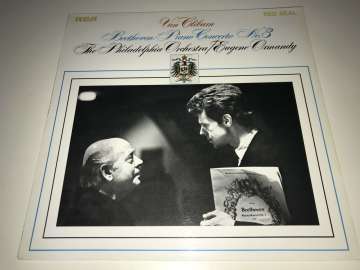 RCA
RED SEAL
Van Cliburn
Beethoven: Piano Concerto No.3
The Philadelphia Orchestra/Eugene Ormandy
Beethoven